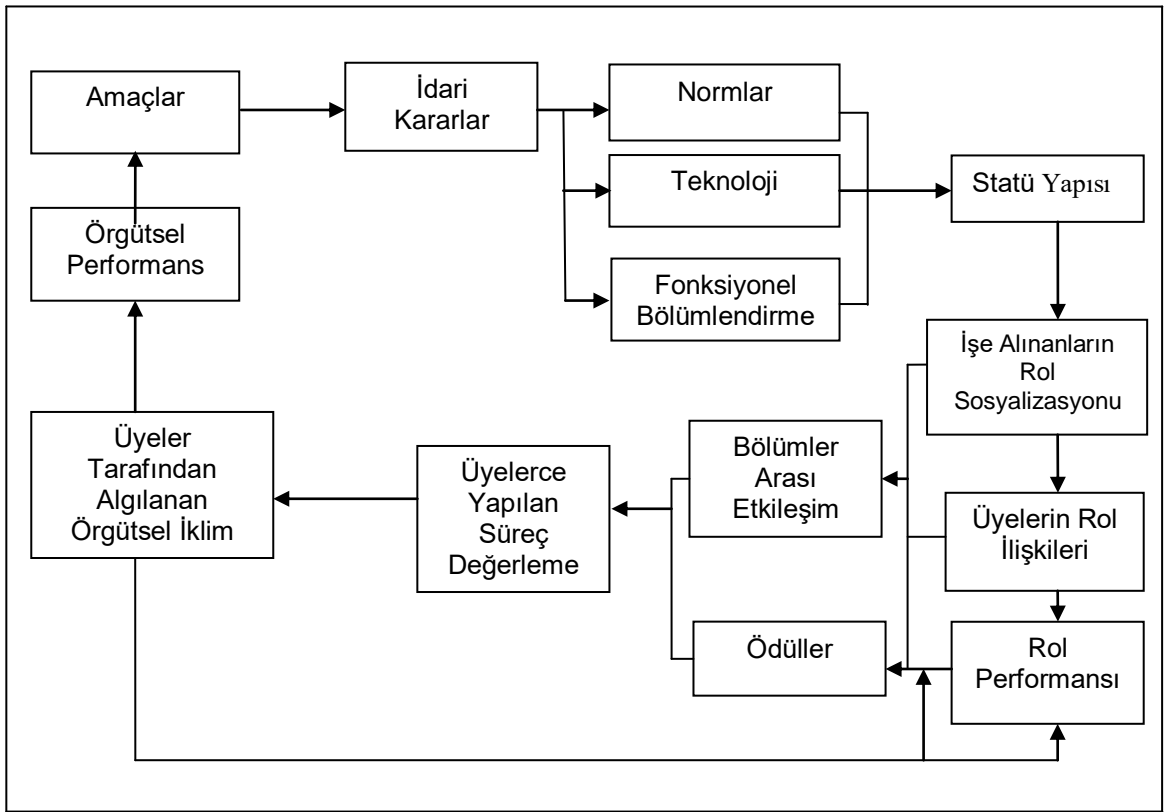 Amaçlar
İdari
Kararlar
Normlar
Teknoloji
Statü Yapısı
Örgütsel
Performans
Fonksiyonel
Bölümlendirme
İşe Alınanların
Rol
Sosyalizasyonu
Üyeler
Tarafından
Algılanan
Örgütsel İklim
Üyelerce
Yapılan
Süreç
Değerleme
Bölümler
Arası
Etkileşim
Üyelerin Rol
İlişkileri
Ödüller
Rol
Performansı